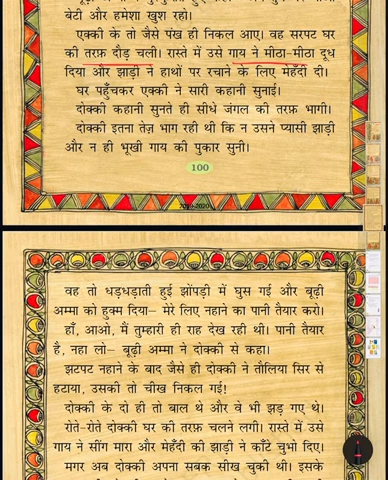 बेटी और हमेशा खुश रहो।
एक्की के तो जैसे पंख ही निकल आए। वह सरपट घर
की तरफ़ दौड़ चली। रास्ते में उसे गाय ने मीठा-मीठा दूध
दिया और झाड़ी ने हाथों पर रचाने के लिए मेहँदी दी।
घर पहुँचकर एक्की ने सारी कहानी सुनाई।
दोक्की कहानी सुनते ही सीधे जंगल की तरफ़ भागी।
दोक्की इतना तेज़ भाग रही थी कि न उसने प्यासी झाड़ी
और न ही भूखी गाय की पुकार सुनी।
100
2019-2020
वह तो धड़धड़ाती हुई झोंपड़ी में घुस गई और बूढ़ी
अम्मा को हुक्म दिया– मेरे लिए नहाने का पानी तैयार करो।
हाँ, आओ, मैं तुम्हारी ही राह देख रही थी। पानी तैयार
है, नहा लो– बूढ़ी अम्मा ने दोक्की से कहा।
झटपट नहाने के बाद जैसे ही दोक्की ने तौलिया सिर से
हटाया, उसकी तो चीख निकल गई!
दोक्की के दो ही तो बाल थे और वे भी झड़ गए थे।
रोते-रोते दोक्की घर की तरफ़ चलने लगी। रास्ते में उसे
गाय ने सींग मारा और मेहँदी की झाड़ी ने काँटे चुभो दिए।
मगर अब दोक्की अपना सबक सीख चुकी थी। इसके